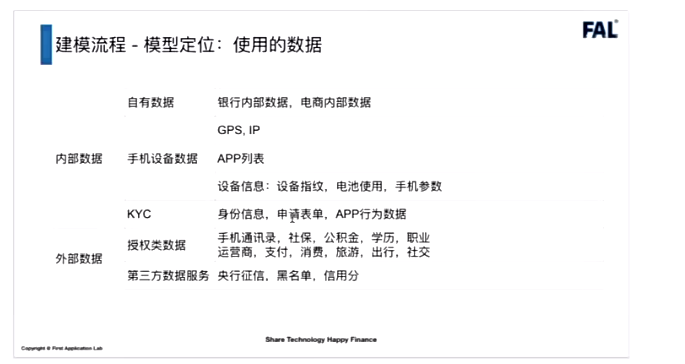 FAL
建模流程 - 模型定位：使用的数据
自有数据 银行内部数据，电商内部数据
GPS, IP
内部数据 手机设备数据 APP列表
设备信息：设备指纹，电池使用，手机参数
KYC 身份信息，申请表单，APP行为数据
外部数据 授权类数据 手机通讯录，社保，公积金，学历，职业
运营商，支付，消费，旅游，出行，社交
第三方数据服务 央行征信，黑名单，信用分
Share Technology Happy Finance
Copyright © First Application Lab